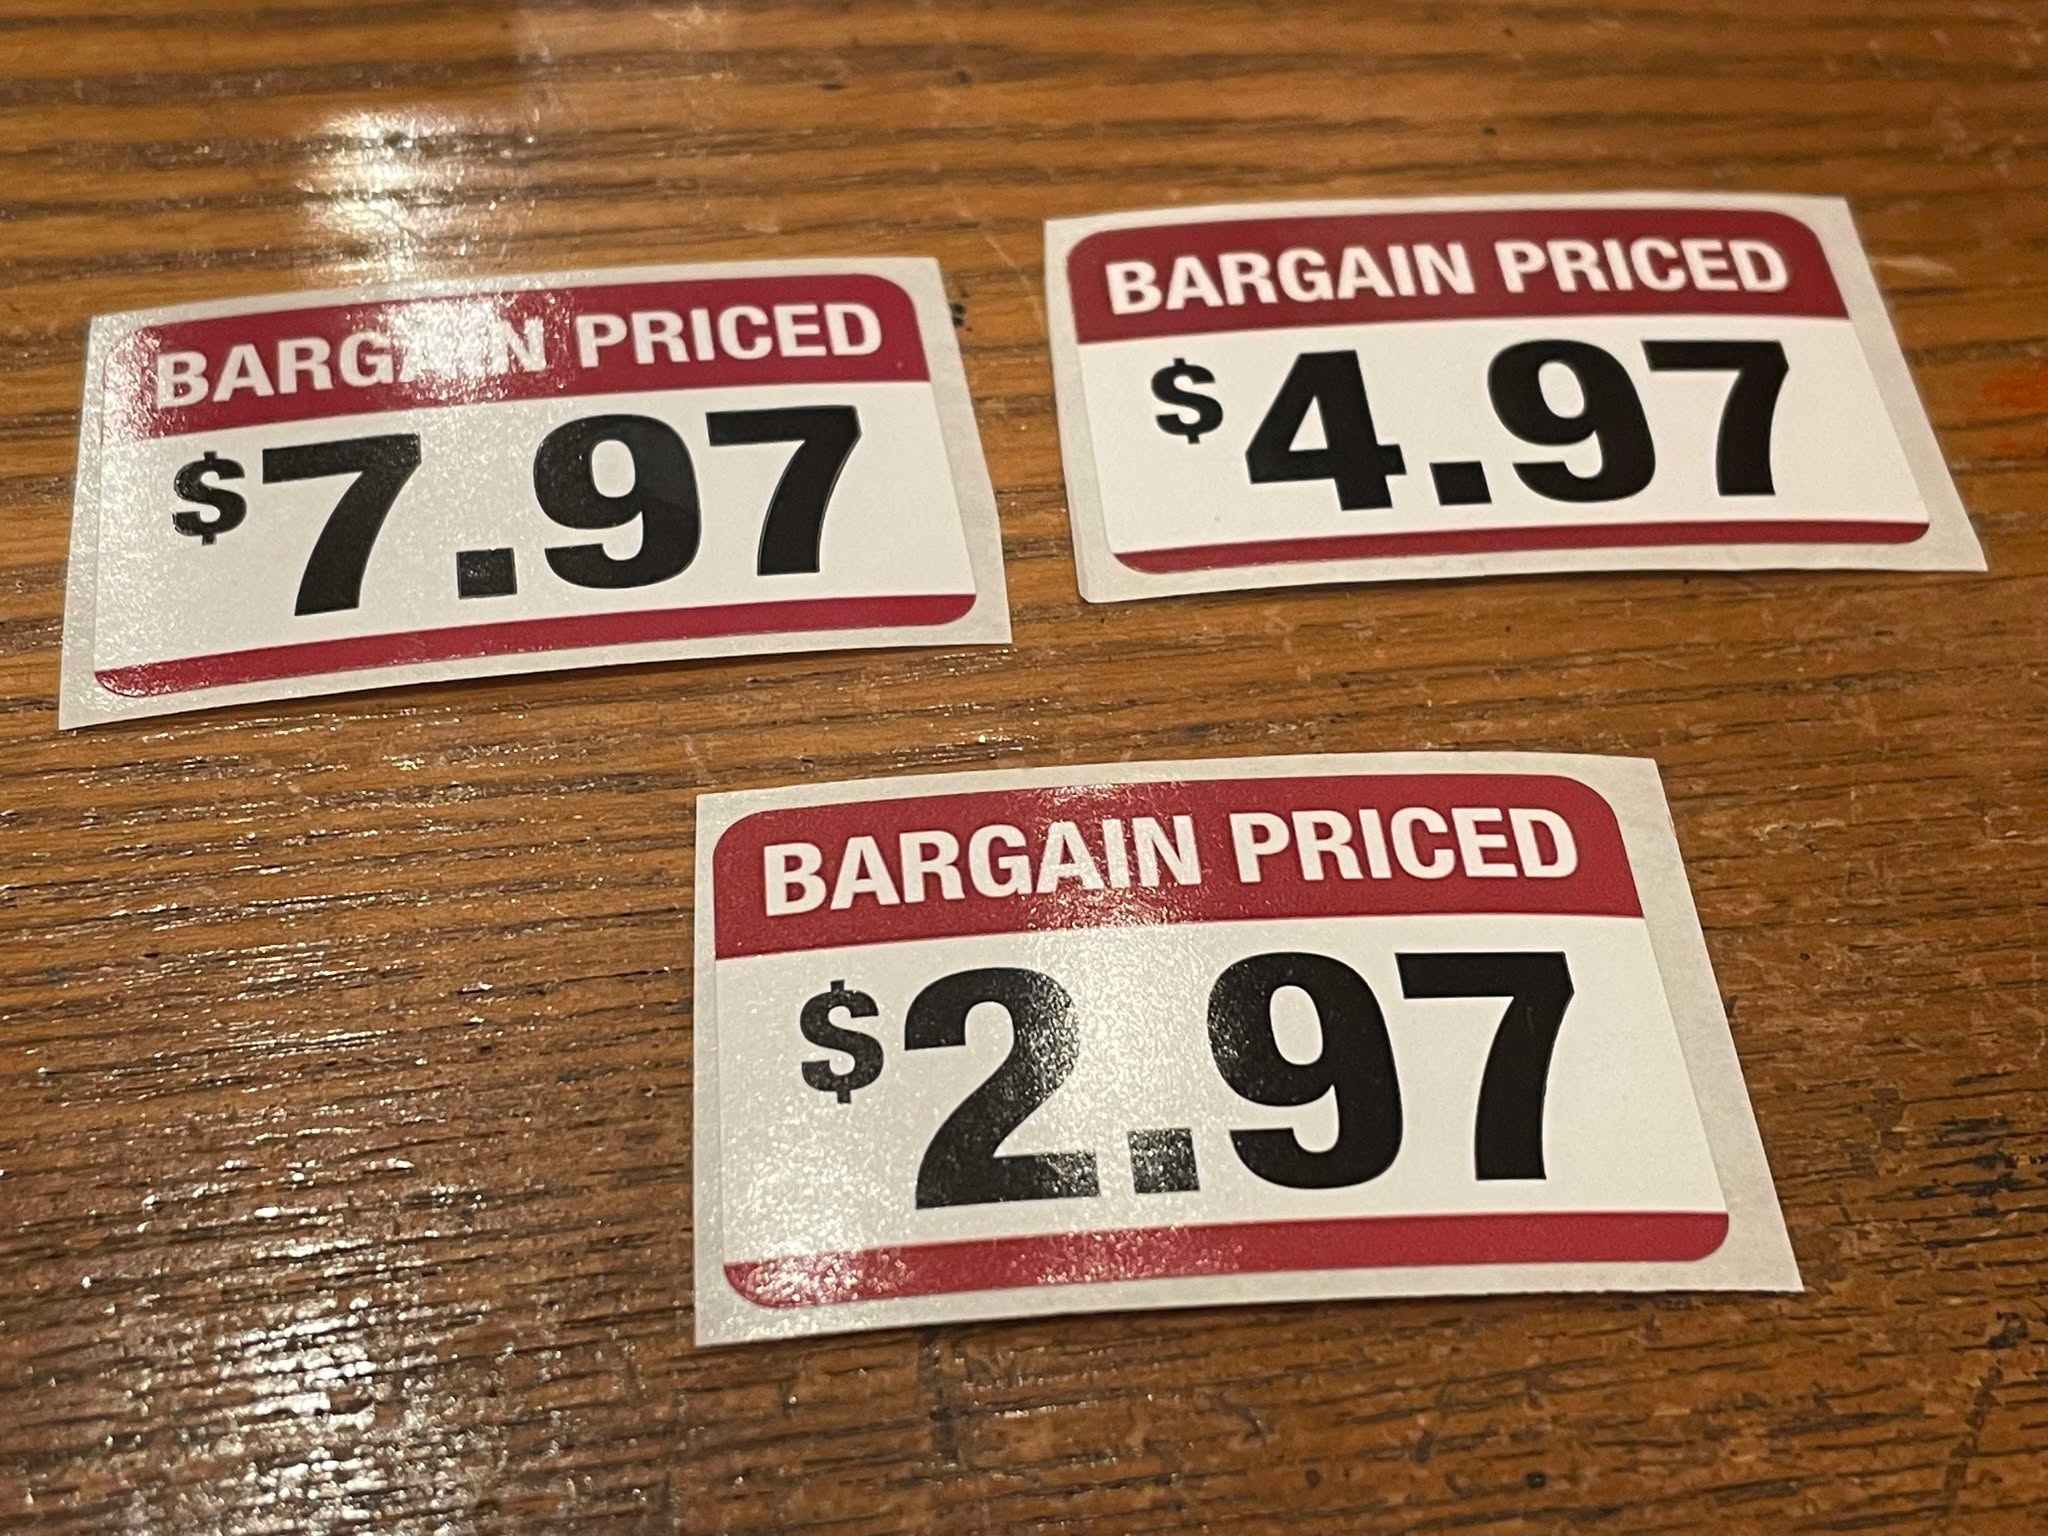 BARGAIN PRICED
$7.97
BARGAIN PRICED
$4.97
BARGAIN PRICED
$2.97